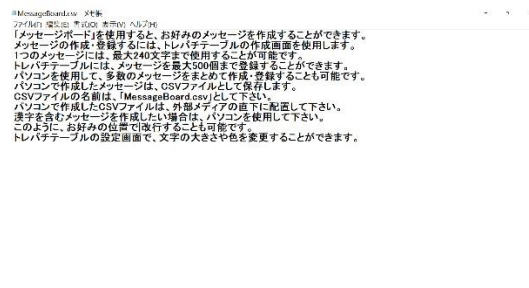 MessageBoard.csv - メモ帳
ファイル(F) 編集(E) 書式(O) 表示(V) ヘルプ(H)
「メッセージボード」を使用すると、お好みのメッセージを作成することができます。
メッセージの作成・登録するには、トレパチテーブルの作成画面を使用します。
1つのメッセージには、最大240文字まで使用することが可能です。
トレパチテーブルには、メッセージを最大500個まで登録することができます。
パソコンを使用して、多数のメッセージをまとめて作成・登録することも可能です。
パソコンで作成したメッセージは、CSVファイルとして保存します。
CSVファイルの名前は、「MessageBoard.csv」として下さい。
パソコンで作成したCSVファイルは、外部メディアの直下に配置して下さい。
漢字を含むメッセージを作成したい場合は、パソコンを使用して下さい。
このように、お好みの位置で改行することも可能です。
トレパチテーブルの設定画面で、文字の大きさや色を変更することができます。